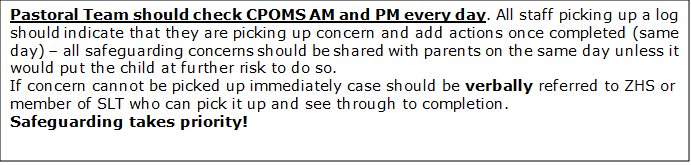 Pastoral Team should check CPOMS AM and PM every day. All staff picking up a log
should indicate that they are picking up concern and add actions once completed (same
day) – all safeguarding concerns should be shared with parents on the same day unless it
would put the child at further risk to do so.
If concern cannot be picked up immediately case should be verbally referred to ZHS or
member of SLT who can pick it up and see through to completion.
Safeguarding takes priority!